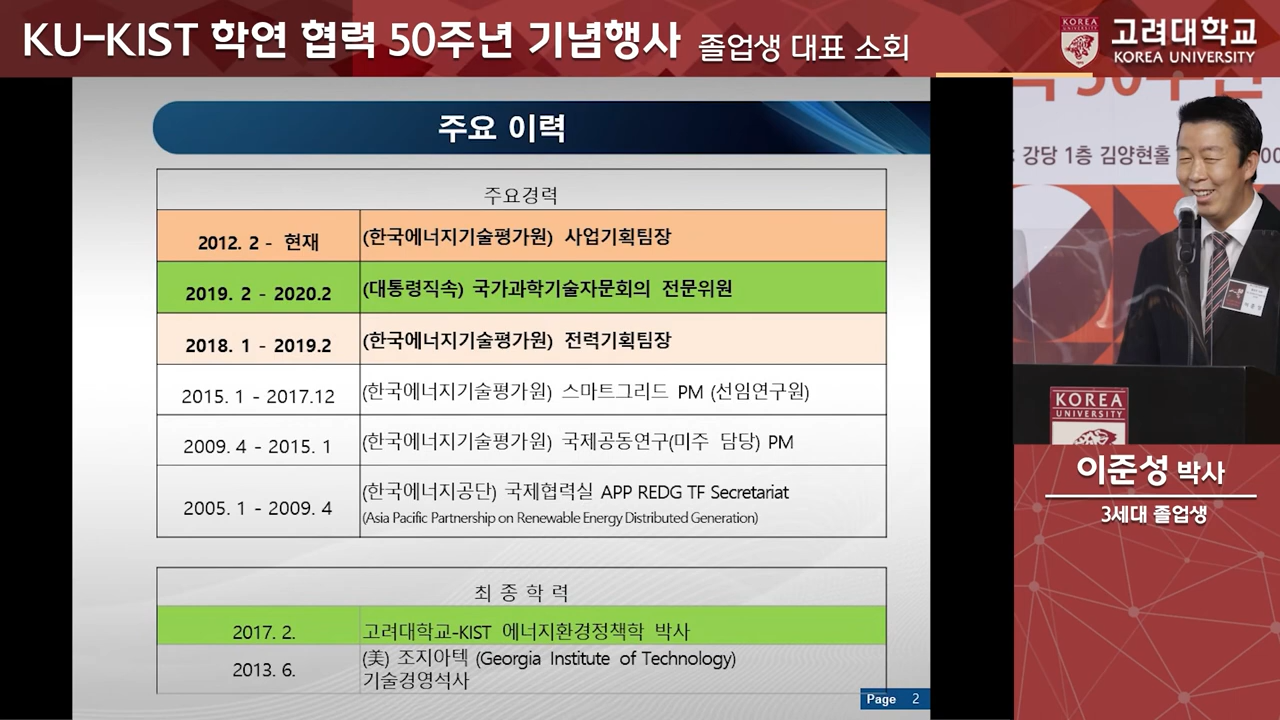 KU-KIST 학연 협력 50주년 기념행사 졸업생 대표 소회
KOREA
UNIVERSITY
고려대학교
KOREA UNIVERSITY
주요 이력
주요경력
2012. 2 - 현재 (한국에너지기술평가원) 사업기획팀장
2019. 2 - 2020.2 (대통령직속) 국가과학기술자문회의 전문위원
2018. 1 - 2019.2 (한국에너지기술평가원) 전력기획팀장
2015. 1 - 2017.12 (한국에너지기술평가원) 스마트그리드 PM (선임연구원)
2009. 4 - 2015. 1 (한국에너지기술평가원) 국제공동연구(미주 담당) PM
2005. 1 - 2009. 4 (한국에너지공단) 국제협력실 APP REDG TF Secretariat
(Asia Pacific Partnership on Renewable Energy Distributed Generation)
최 종 학 력
2017. 2. 고려대학교-KIST 에너지환경정책학 박사
2013. 6. (美) 조지아텍 (Georgia Institute of Technology)
기술경영석사
Page 2
강당 1층 김양현홀
KOREA
UNIVERSITY
이준성 박사
3세대 졸업생